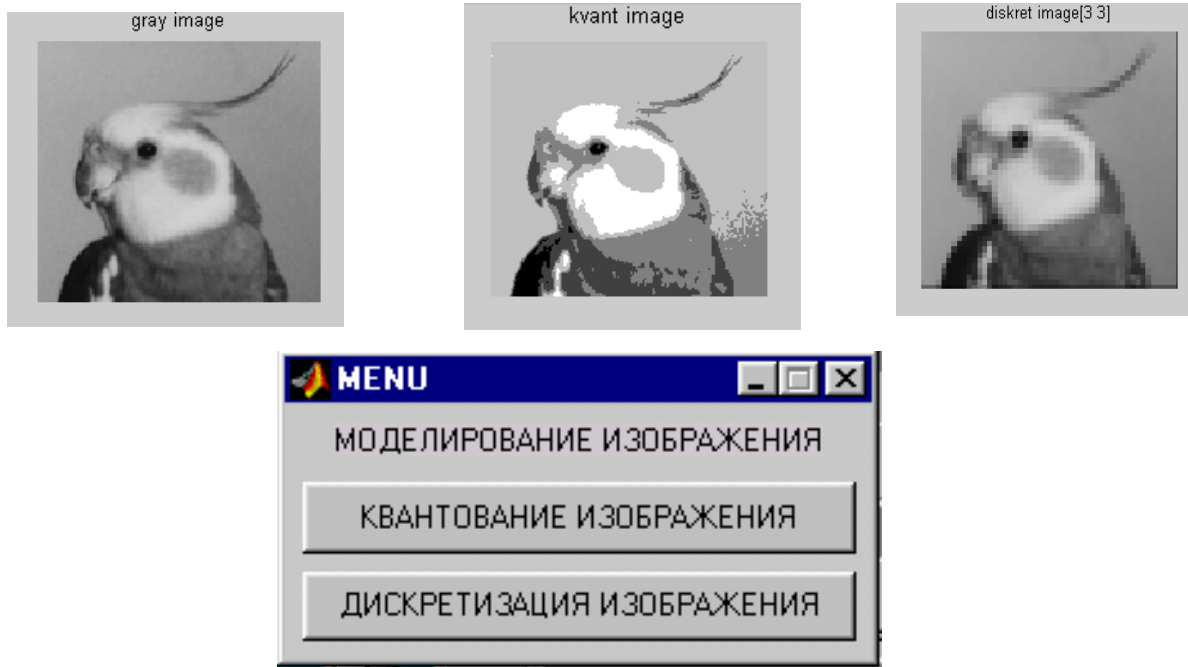 gray image
kvant image
diskret image[3 3]
MENU
МОДЕЛИРОВАНИЕ ИЗОБРАЖЕНИЯ
КВАНТОВАНИЕ ИЗОБРАЖЕНИЯ
ДИСКРЕТИЗАЦИЯ ИЗОБРАЖЕНИЯ